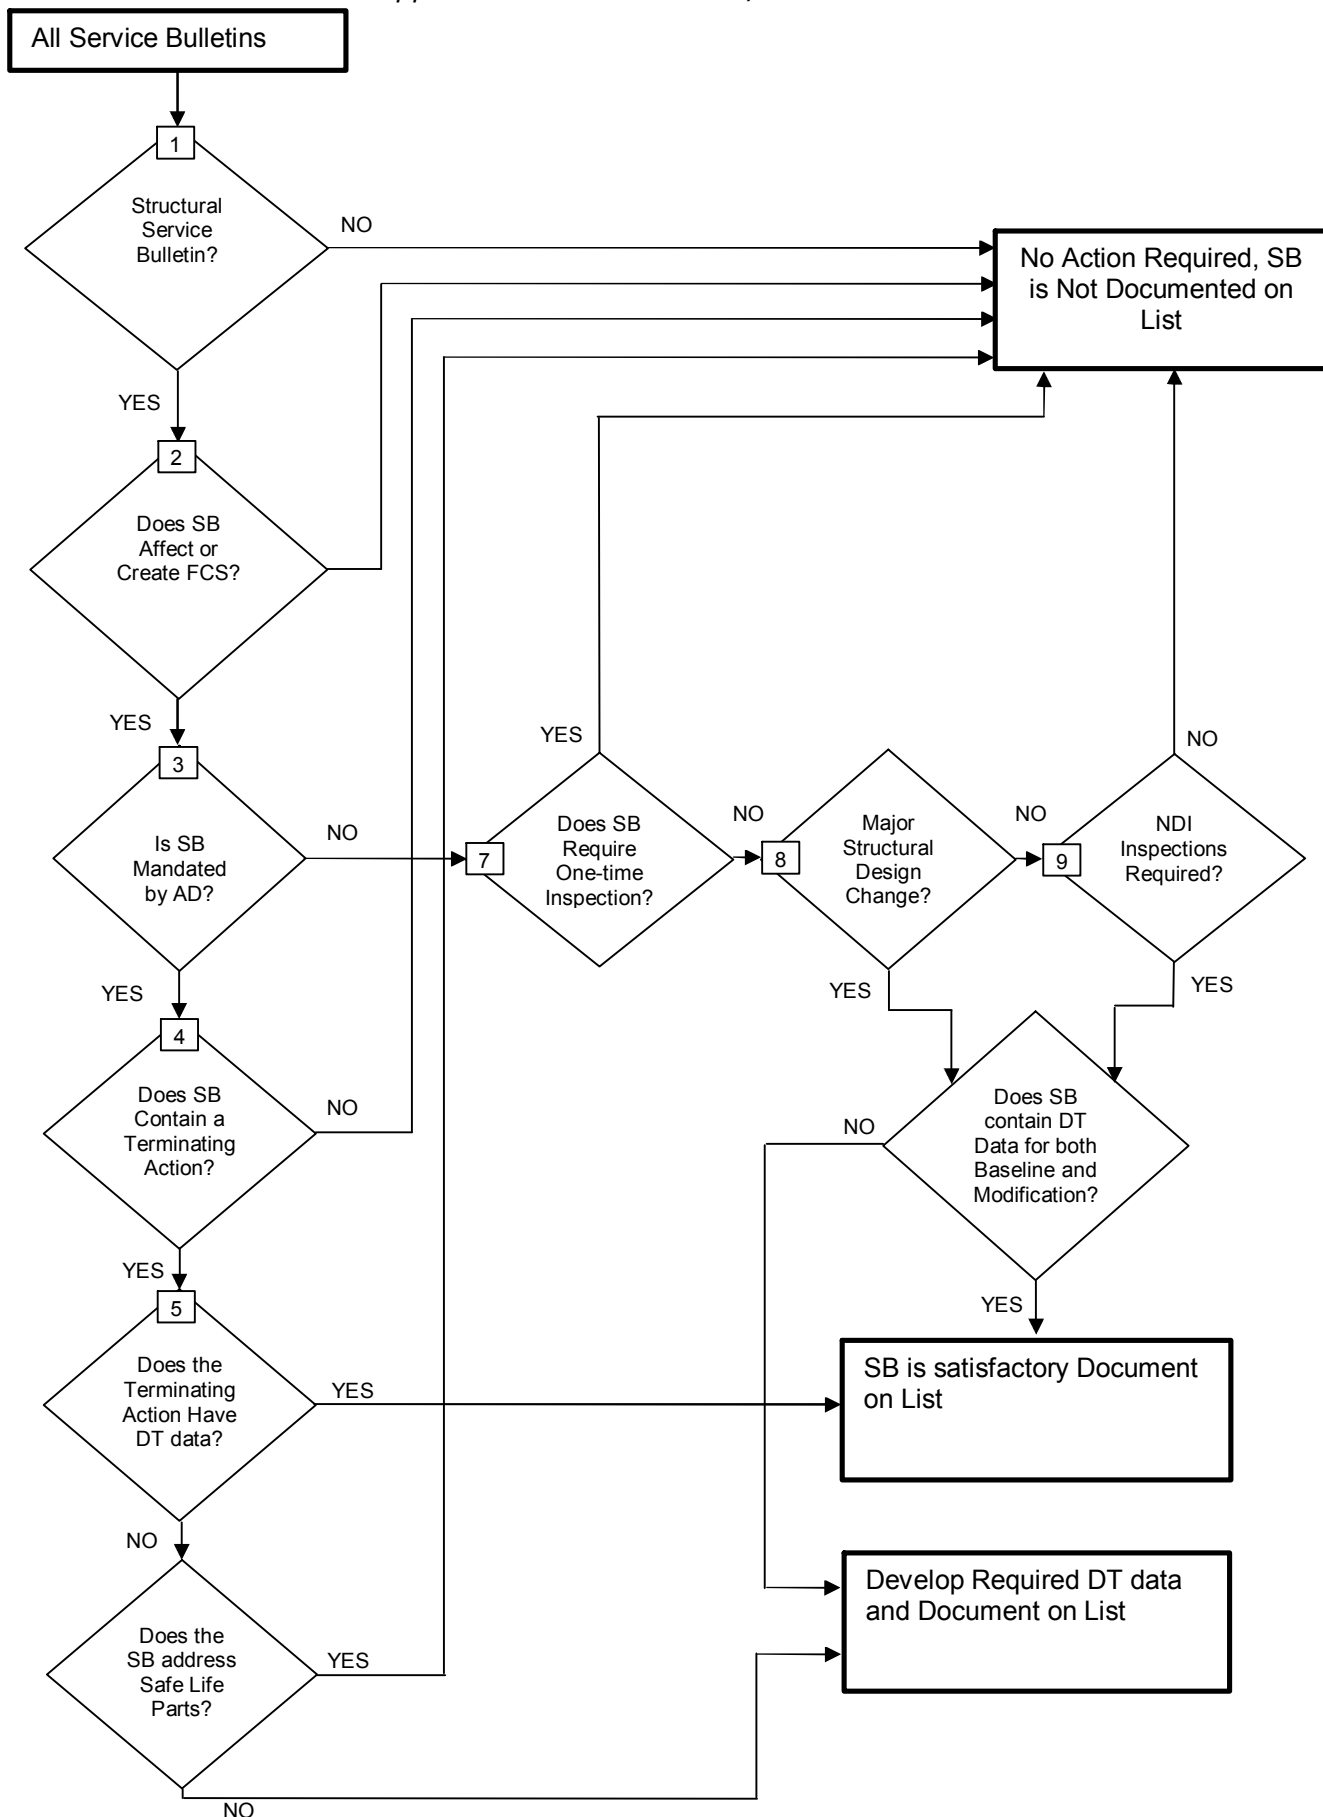 All Service Bulletins
1
Structural
Service
Bulletin?
NO
No Action Required, SB
is Not Documented on
List
YES
2
Does SB
Affect or
Create FCS?
YES
3
Is SB
Mandated
by AD?
NO
7
Does SB
Require
One-time
Inspection?
YES
NO
8
Major
Structural
Design
Change?
NO
9
NDI
Inspections
Required?
NO
YES
YES
YES
4
Does SB
Contain a
Terminating
Action?
NO
Does SB
contain DT
Data for both
Baseline and
Modification?
NO
YES
YES
5
Does the
Terminating
Action Have
DT data?
YES
SB is satisfactory Document
on List
NO
Does the
SB address
Safe Life
Parts?
YES
Develop Required DT data
and Document on List
NO